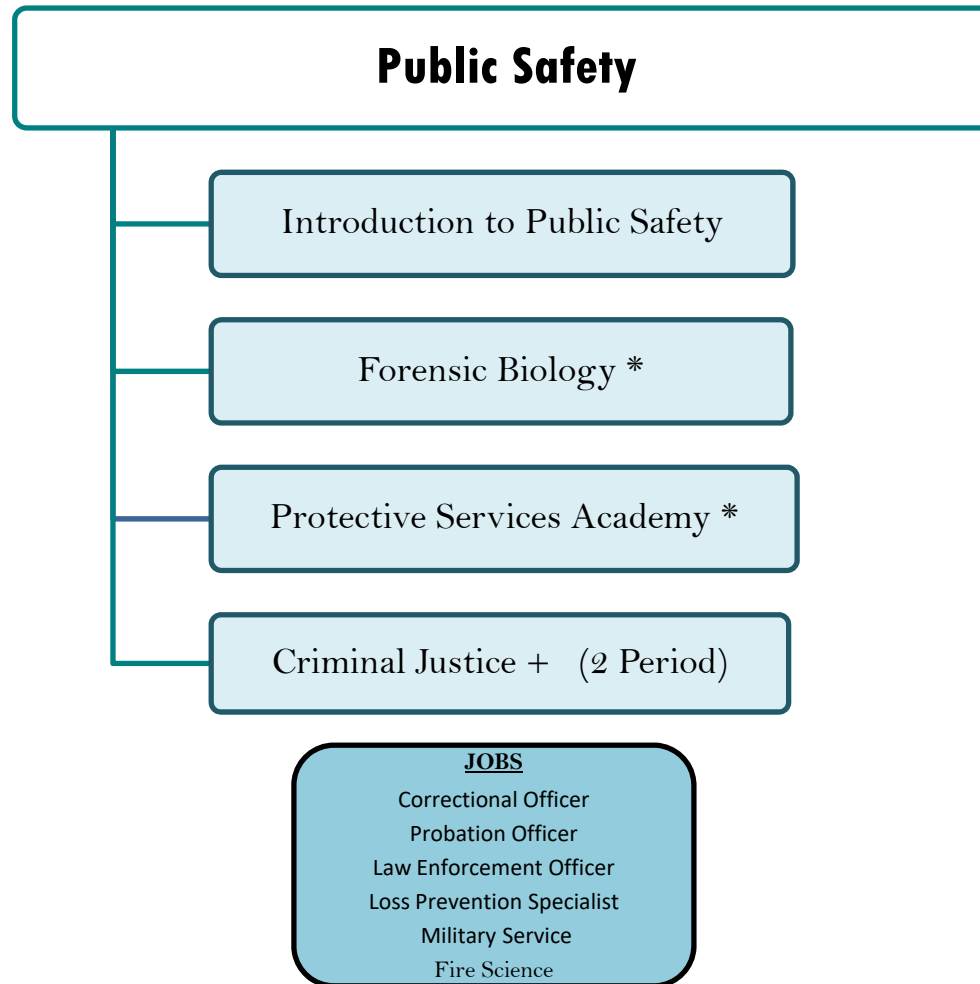 Public Safety
Introduction to Public Safety
Forensic Biology *
Protective Services Academy *
Criminal Justice + (2 Period)
JOBS
Correctional Officer
Probation Officer
Law Enforcement Officer
Loss Prevention Specialist
Military Service
Fire Science